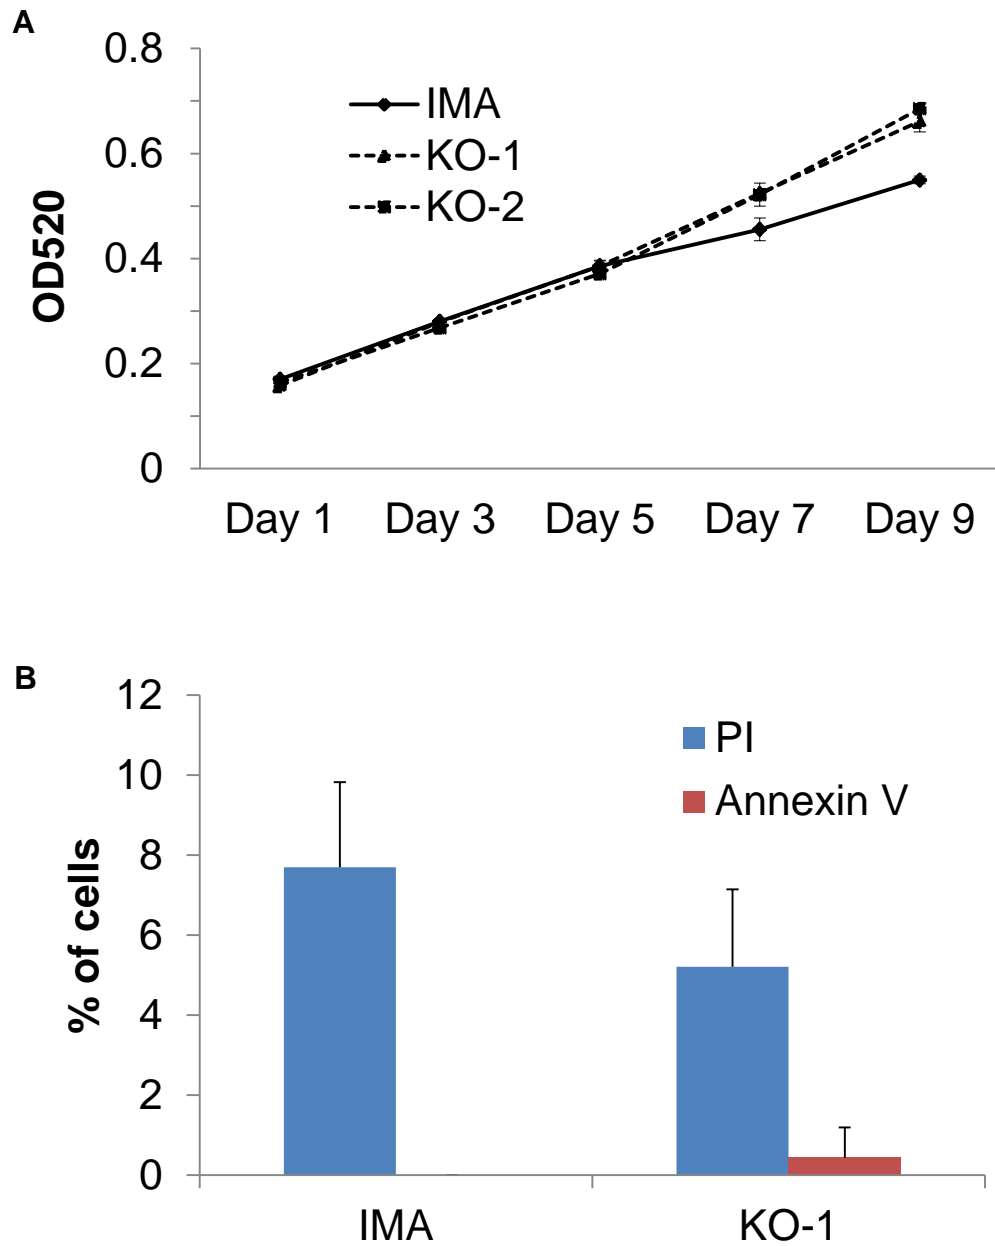 A
0.8
0.6
0.4
0.2
0
OD520
IMA
KO-1
KO-2
Day 1 Day 3 Day 5 Day 7 Day 9
B
12
10
8
6
4
2
0
% of cells
PI
Annexin V
IMA KO-1